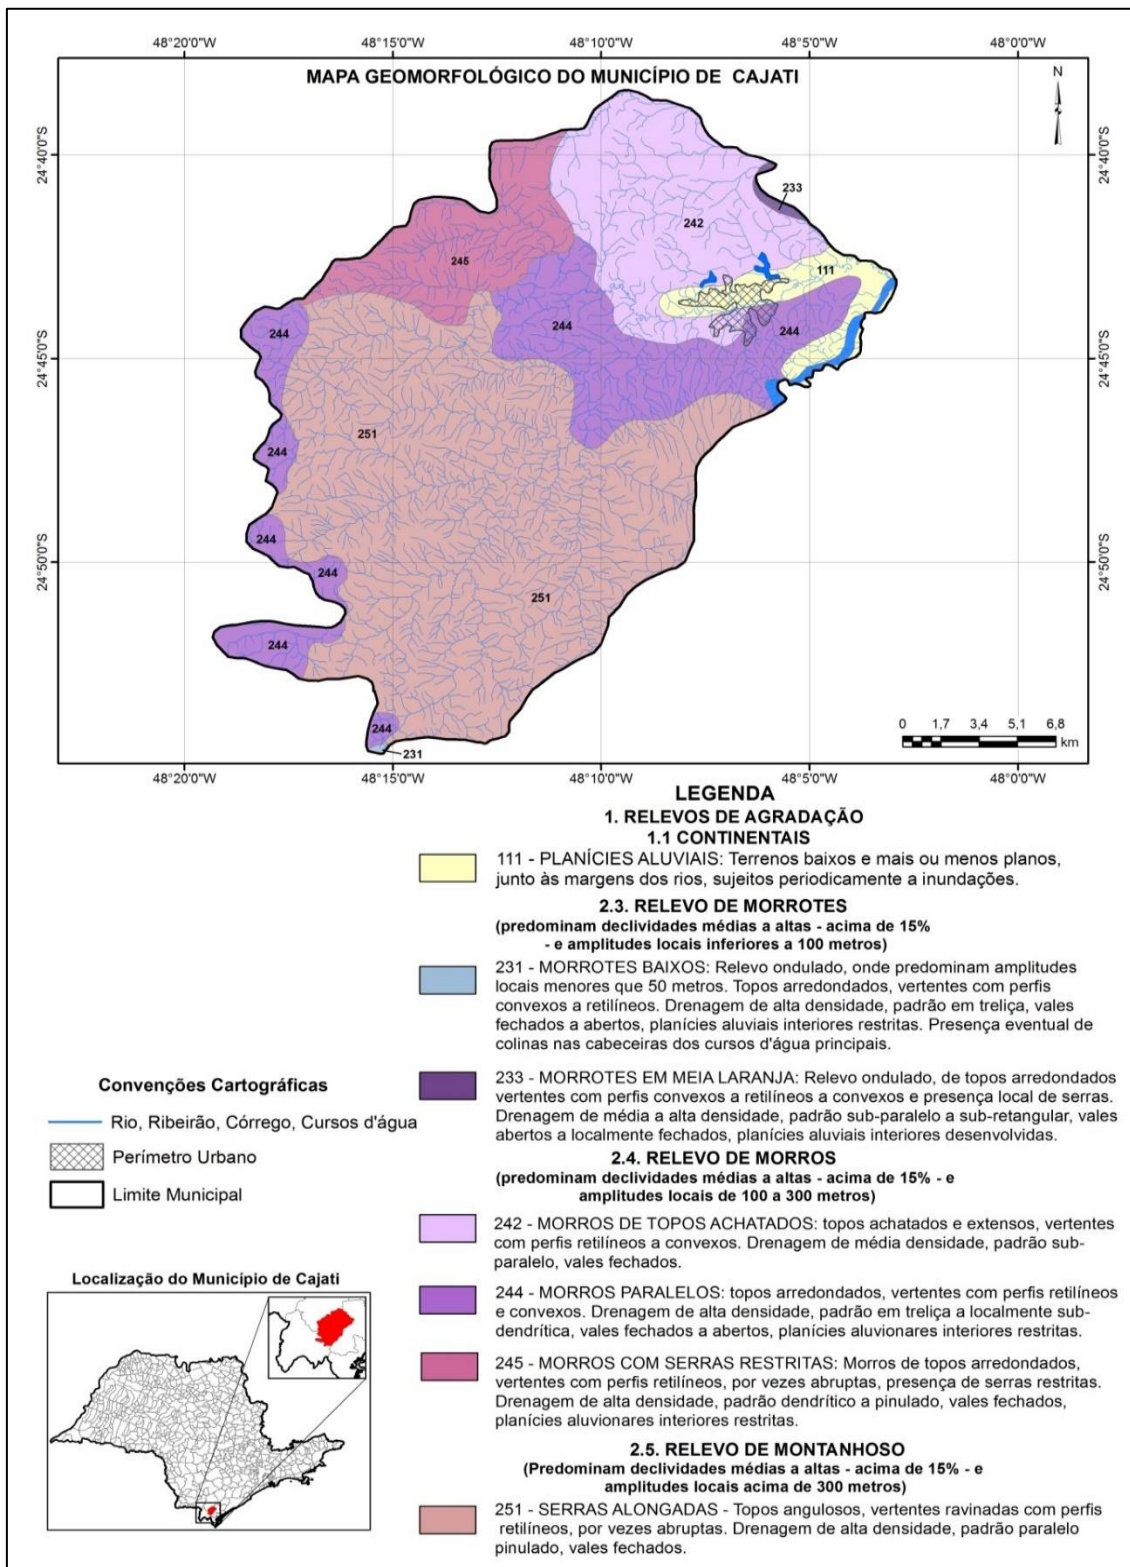 48°20'0"W 48°15'0"W 48°10'0"W 48°5'0"W 48°0'0"W
MAPA GEOMORFOLÓGICO DO MUNICÍPIO DE CAJATI
N
24°40'0"S 24°40'0"S
233
242
245
111
244
244
244
24°45'0"S 24°45'0"S
251
244
244
24°50'0"S 24°50'0"S
244
251
244
244
231
0 1,7 3,4 5,1 6,8
km
48°20'0"W 48°15'0"W 48°10'0"W 48°5'0"W 48°0'0"W
LEGENDA
1. RELEVOS DE AGRADAÇÃO
1.1 CONTINENTAIS
111 - PLANÍCIES ALUVIAIS: Terrenos baixos e mais ou menos planos,
junto às margens dos rios, sujeitos periodicamente a inundações.
2.3. RELEVO DE MORROTES
(predominam declividades médias a altas - acima de 15%
- e amplitudes locais inferiores a 100 metros)
231 - MORROTES BAIXOS: Relevo ondulado, onde predominam amplitudes
locais menores que 50 metros. Topos arredondados, vertentes com perfis
convexos a retilíneos. Drenagem de alta densidade, padrão em treliça, vales
fechados a abertos, planícies aluviais interiores restritas. Presença eventual de
colinas nas cabeceiras dos cursos d'água principais.
233 - MORROTES EM MEIA LARANJA: Relevo ondulado, de topos arredondados
vertentes com perfis convexos a retilíneos a convexos e presença local de serras.
Drenagem de média a alta densidade, padrão sub-paralelo a sub-retangular, vales
abertos a localmente fechados, planícies aluviais interiores desenvolvidas.
2.4. RELEVO DE MORROS
(predominam declividades médias a altas - acima de 15% - e
amplitudes locais de 100 a 300 metros)
242 - MORROS DE TOPOS ACHATADOS: topos achatados e extensos, vertentes
com perfis retilíneos a convexos. Drenagem de média densidade, padrão sub-
paralelo, vales fechados.
244 - MORROS PARALELOS: topos arredondados, vertentes com perfis retilíneos
e convexos. Drenagem de alta densidade, padrão em treliça a localmente sub-
dendrítica, vales fechados a abertos, planícies aluvionares interiores restritas.
245 - MORROS COM SERRAS RESTRITAS: Morros de topos arredondados,
vertentes com perfis retilíneos, por vezes abruptas, presença de serras restritas.
Drenagem de alta densidade, padrão dendrítico a pinulado, vales fechados,
planícies aluvionares interiores restritas.
2.5. RELEVO DE MONTANHOSO
(Predominam declividades médias a altas - acima de 15% - e
amplitudes locais acima de 300 metros)
251 - SERRAS ALONGADAS - Topos angulosos, vertentes ravinadas com perfis
retilíneos, por vezes abruptas. Drenagem de alta densidade, padrão paralelo
pinulado, vales fechados.
Convenções Cartográficas
Rio, Ribeirão, Córrego, Cursos d'água
Perímetro Urbano
Limite Municipal
Localização do Município de Cajati